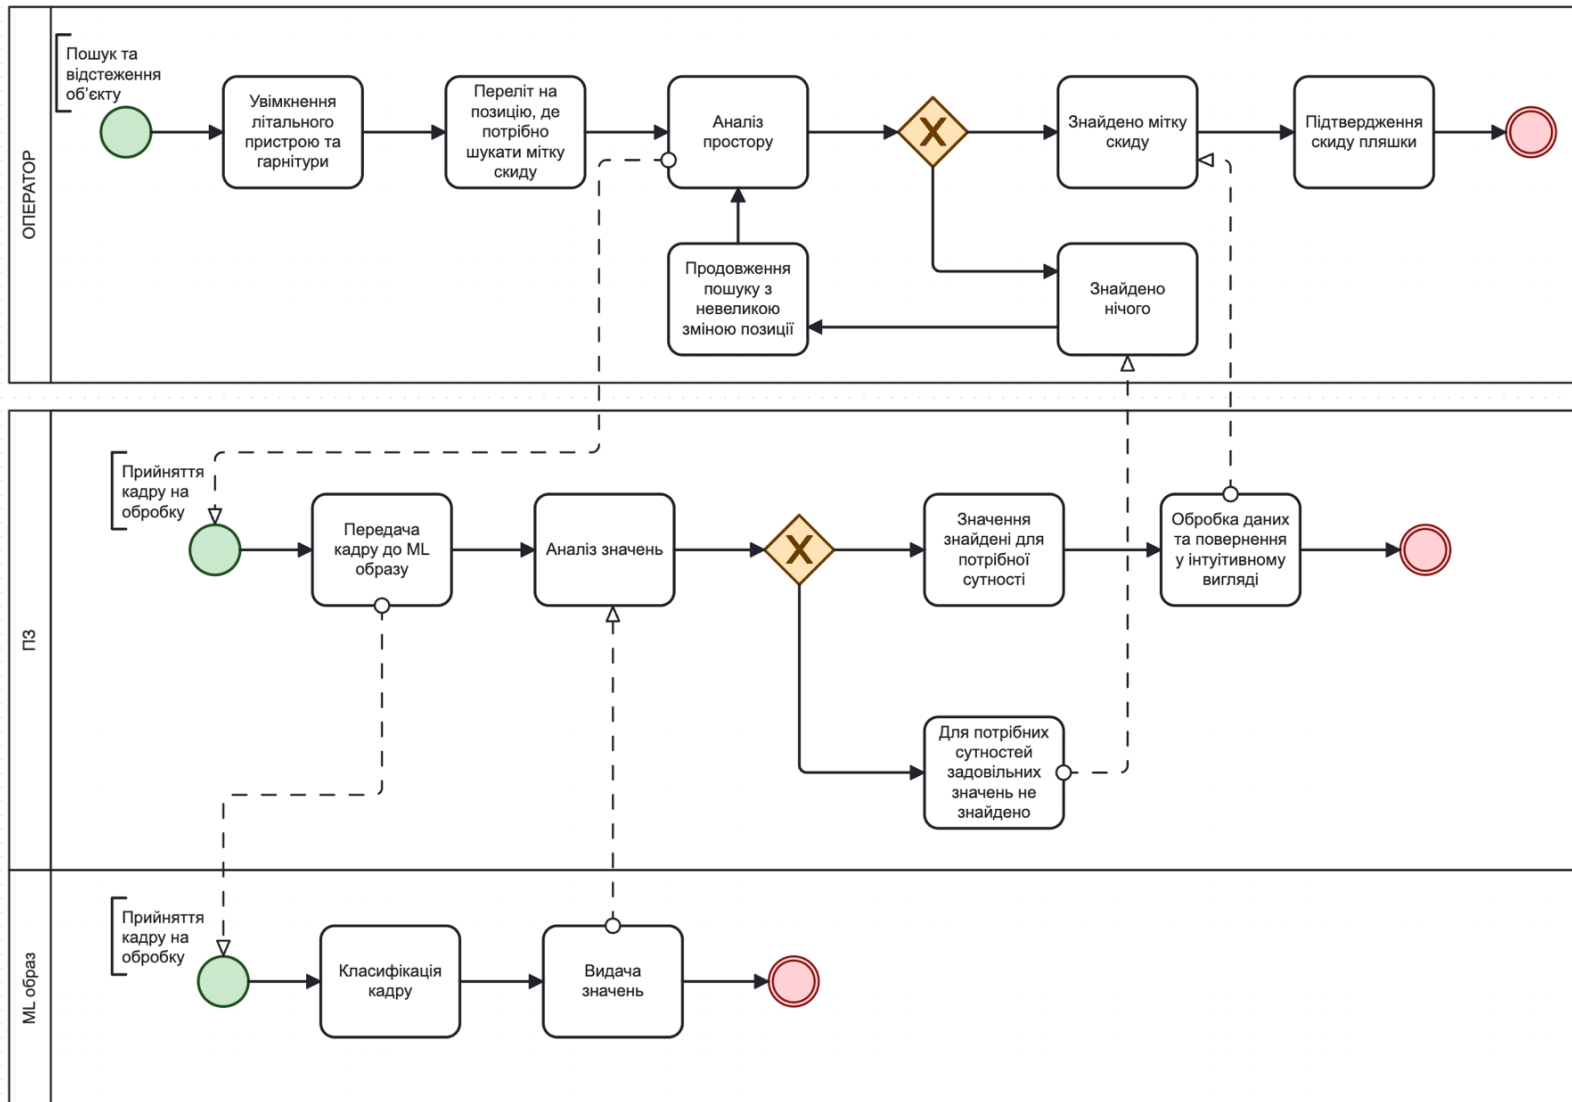 ОПЕРАТОР
Пошук та
відстеження
об'єкту
Увімкнення
літального
пристрою та
гарнітури
Переліт на
позицію, де
потрібно
шукати мітку
скиду
Аналіз
простору
X
Знайдено мітку
скиду
Підтвердження
скиду пляшки
Продовження
пошуку з
невеликою
зміною позиції
Знайдено
нічого
ПЗ
Прийняття
кадру на
обробку
Передача
кадру до ML
образу
Аналіз значень
X
Значення
знайдені для
потрібної
сутності
Обробка даних
та повернення
у інтуітивному
вигляді
Для потрібних
сутностей
задовільних
значень не
знайдено
ML образ
Прийняття
кадру на
обробку
Класифікація
кадру
Видача
значень